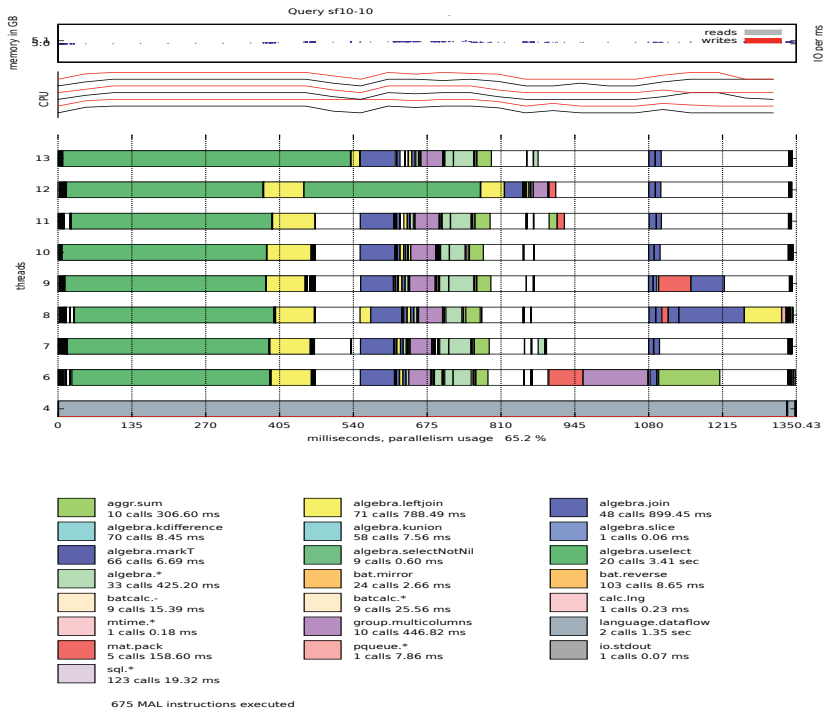 Query sf10-10
memory in GB
5.1
5.0
reads
writes
IO per ms
CPU
threads
13
12
11
10
9
8
7
6
4
0 135 270 405 540 675 810 945 1080 1215 1350.43
milliseconds, parallelism usage 65.2 %
aggr.sum algebra.leftjoin algebra.join
10 calls 306.60 ms 71 calls 788.49 ms 48 calls 899.45 ms
algebra.kdifference algebra.kunion algebra.slice
70 calls 8.45 ms 58 calls 7.56 ms 1 calls 0.06 ms
algebra.markT algebra.selectNotNil algebra.uselect
66 calls 6.69 ms 9 calls 0.60 ms 20 calls 3.41 sec
algebra.* bat.mirror bat.reverse
33 calls 425.20 ms 24 calls 2.66 ms 103 calls 8.65 ms
batcalc.- batcalc.* calc.lng
9 calls 15.39 ms 9 calls 25.56 ms 1 calls 0.23 ms
mtime.* group.multicolumns language.dataflow
1 calls 0.18 ms 10 calls 446.82 ms 2 calls 1.35 sec
mat.pack pqueue.* io.stdout
5 calls 158.60 ms 1 calls 7.86 ms 1 calls 0.07 ms
sql.*
123 calls 19.32 ms
675 MAL instructions executed